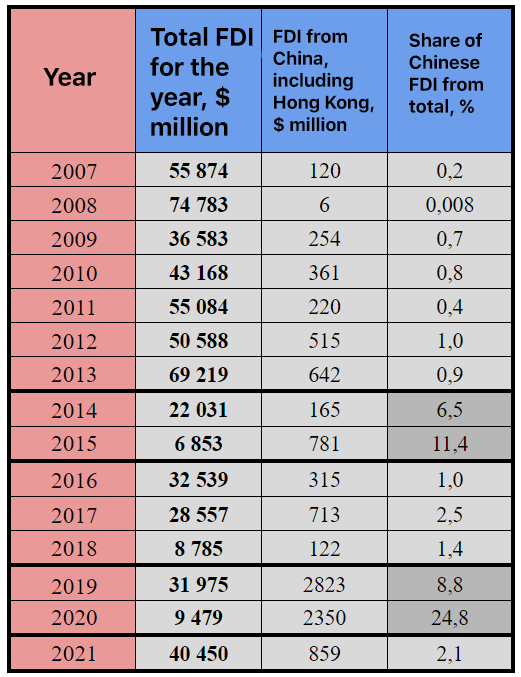 Year Total FDI for the year, $ million FDI from China, including Hong Kong, $ million Share of Chinese FDI from total, %
2007 55 874 120 0,2
2008 74 783 6 0,008
2009 36 583 254 0,7
2010 43 168 361 0,8
2011 55 084 220 0,4
2012 50 588 515 1,0
2013 69 219 642 0,9
2014 22 031 165 6,5
2015 6 853 781 11,4
2016 32 539 315 1,0
2017 28 557 713 2,5
2018 8 785 122 1,4
2019 31 975 2823 8,8
2020 9 479 2350 24,8
2021 40 450 859 2,1